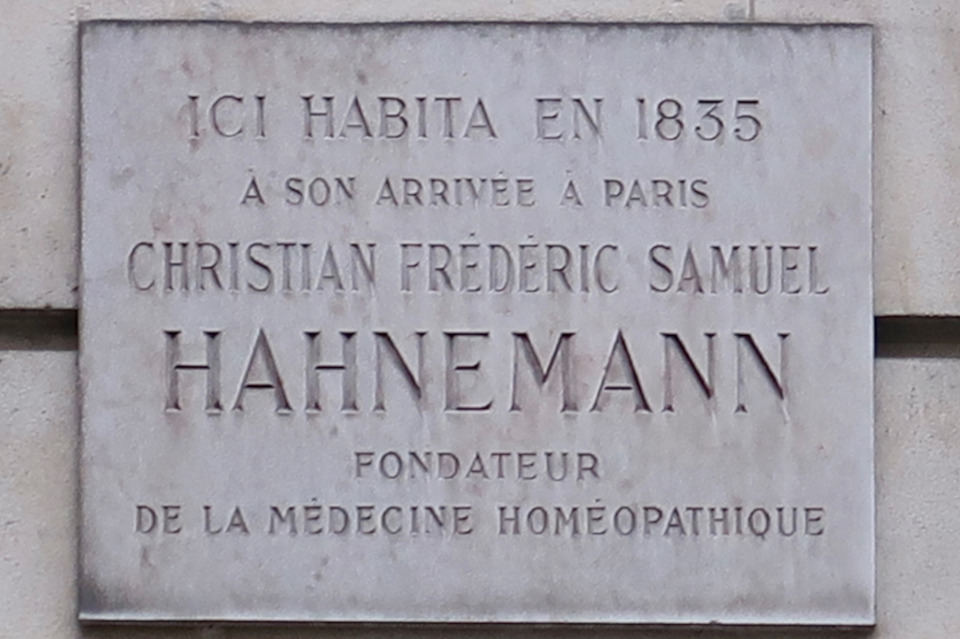 ICI HABITA EN 1835
À SON ARRIVÉE À PARIS
CHRISTIAN FRÉDÉRIC SAMUEL
HAHNEMANN
FONDATEUR
DE LA MÉDECINE HOMÉOPATHIQUE